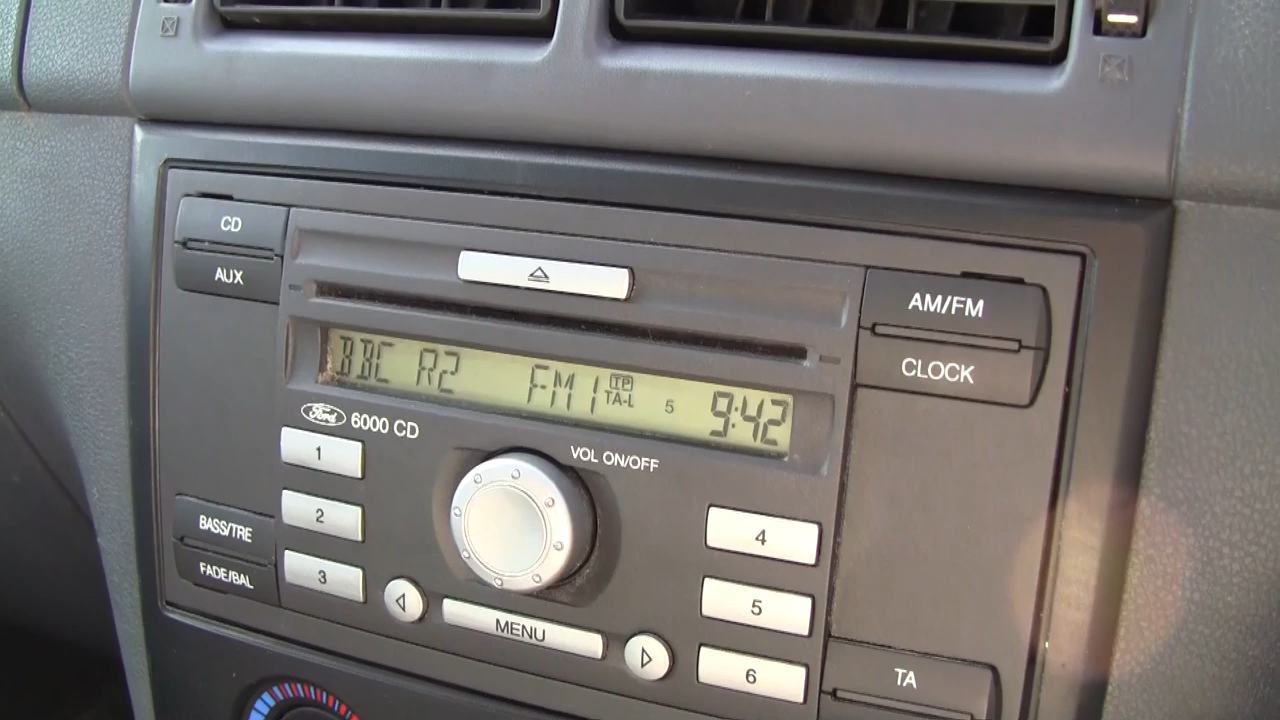 CD
AUX
AM/FM
CLOCK
BBC R2 FM1 TP TA-L 5 9:42
Ford 6000 CD
VOL ON/OFF
1
2
3
4
5
6
BASS/TRE
FADE/BAL
MENU
TA